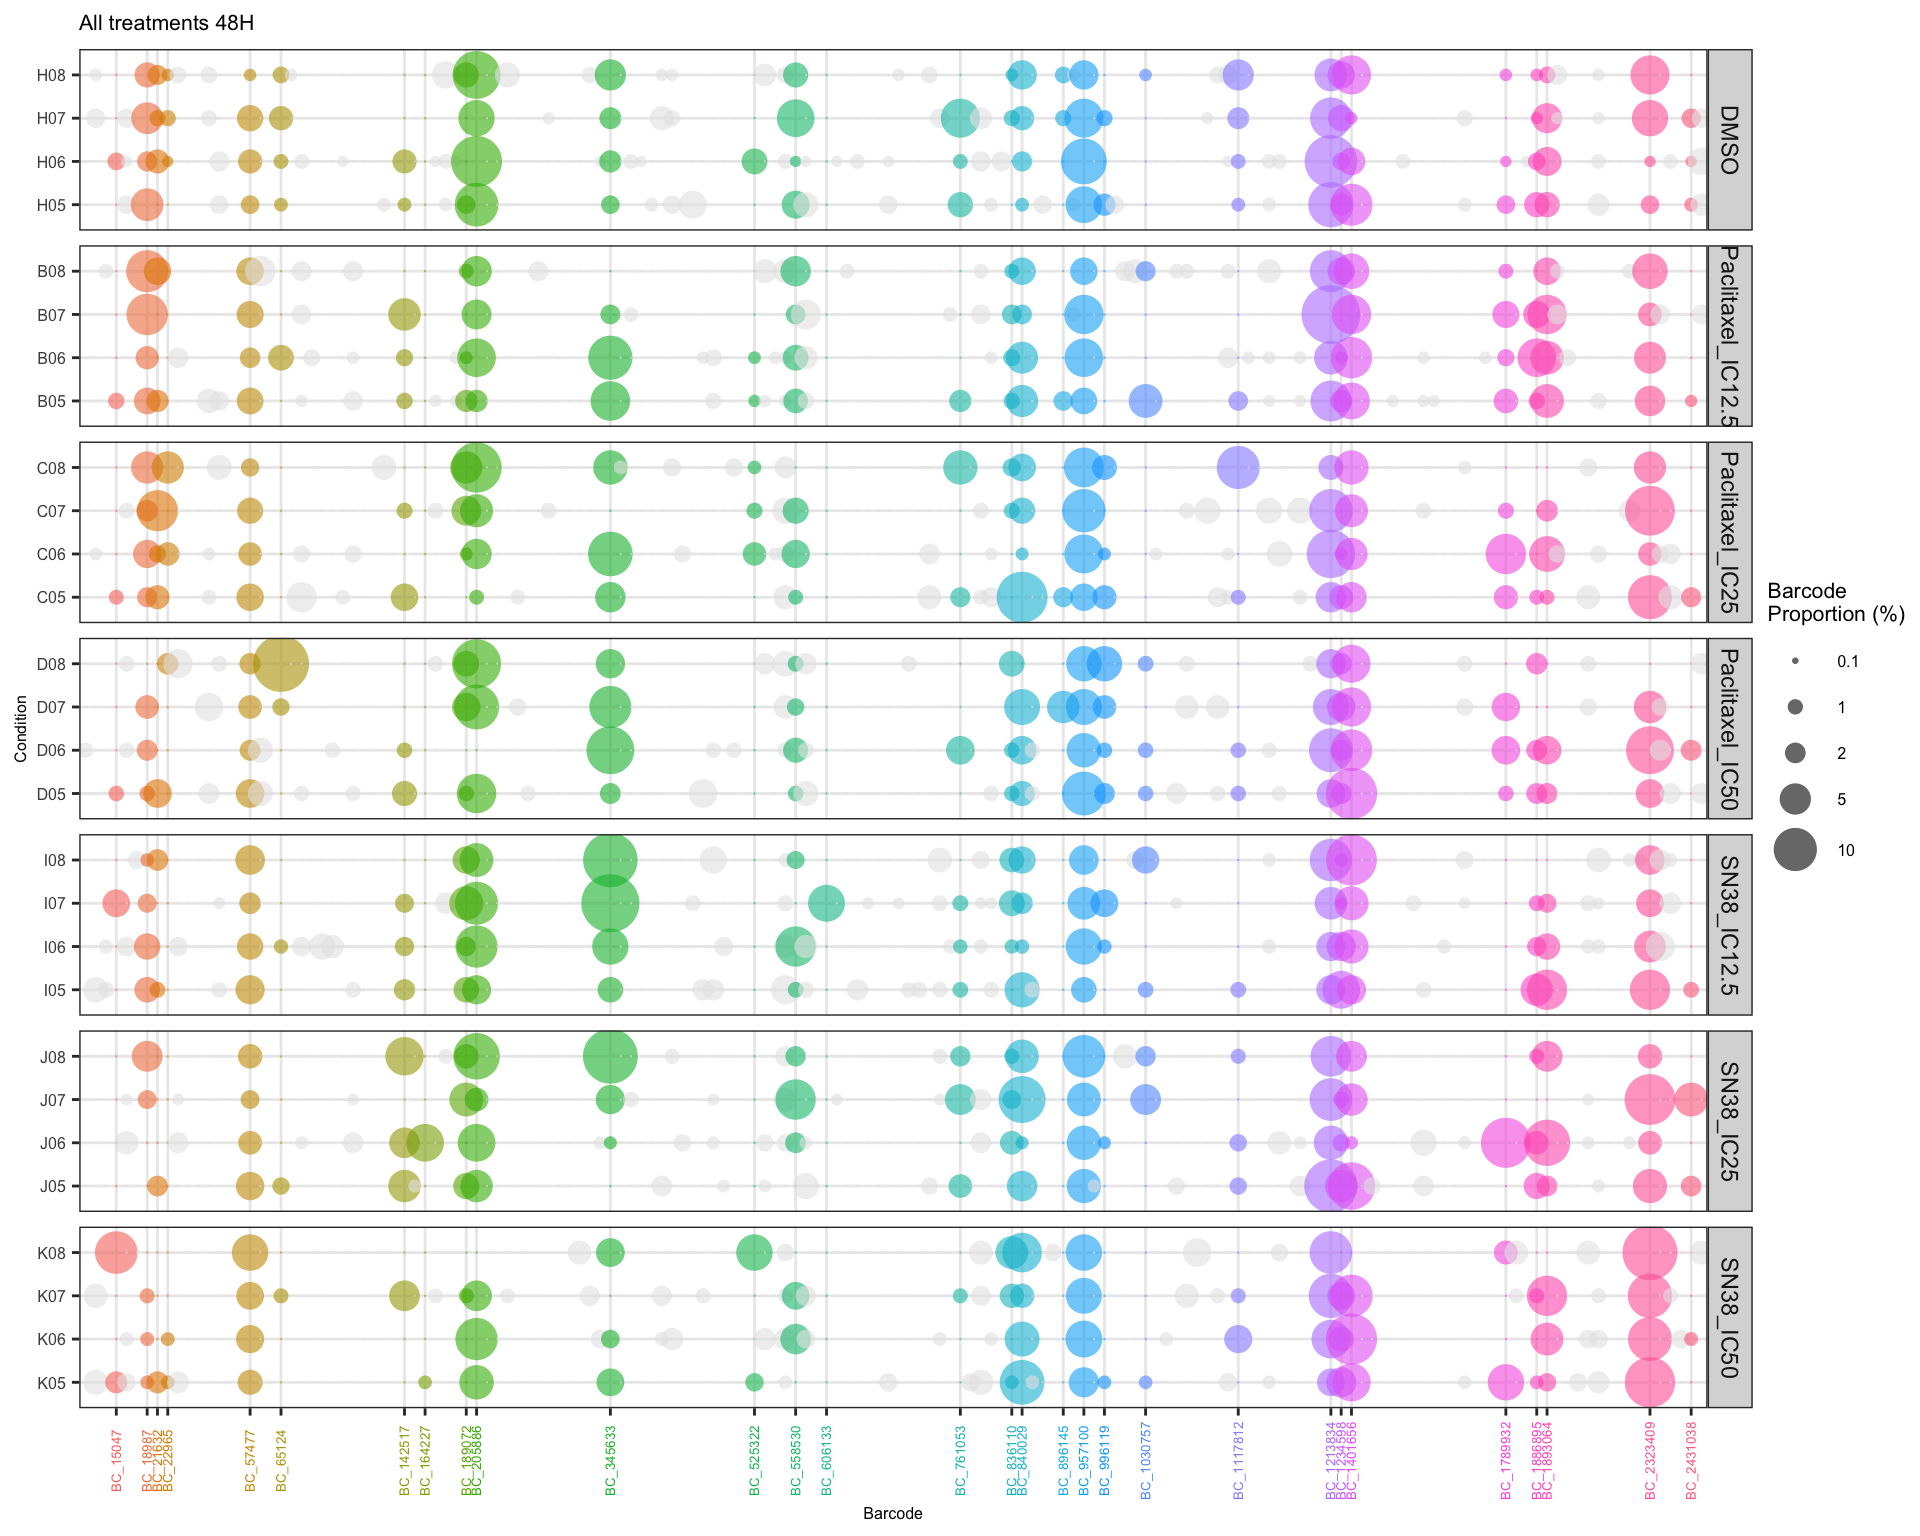 All treatments 48H
H08
H07
H06
H05
DMSO
B08
B07
B06
B05
Paclitaxel_IC12.5
C08
C07
C06
C05
Paclitaxel_IC25
D08
D07
D06
D05
Paclitaxel_IC50
I08
I07
I06
I05
SN38_IC12.5
J08
J07
J06
J05
SN38_IC25
K08
K07
K06
K05
SN38_IC50
Condition
BC_15047
BC_18987
BC_21632
BC_22965
BC_57477
BC_65124
BC_142517
BC_164227
BC_189072
BC_205886
BC_345633
BC_525322
BC_558530
BC_606133
BC_761053
BC_836110
BC_840029
BC_896145
BC_957100
BC_996119
BC_1030757
BC_1117812
BC_1213834
BC_1234598
BC_1401656
BC_1789932
BC_1886895
BC_1893064
BC_2323409
BC_2431038
Barcode
Barcode
Proportion (%)
0.1
1
2
5
10